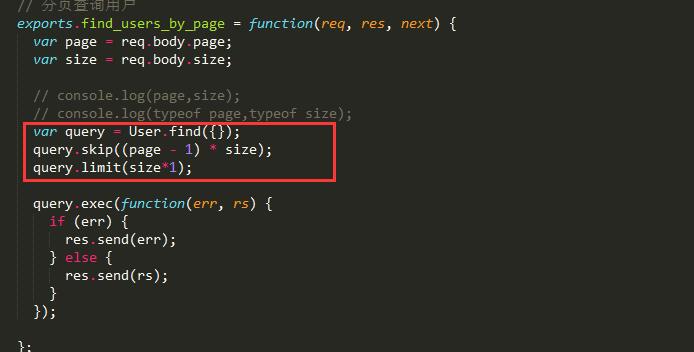 // 分页查询用户
exports.find_users_by_page = function(req, res, next) {
var page = req.body.page;
var size = req.body.size;
// console.log(page,size);
// console.log(typeof page,typeof size);
var query = User.find({});
query.skip((page - 1) * size);
query.limit(size*1);
query.exec(function(err, rs) {
if (err) {
res.send(err);
} else {
res.send(rs);
}
});
};